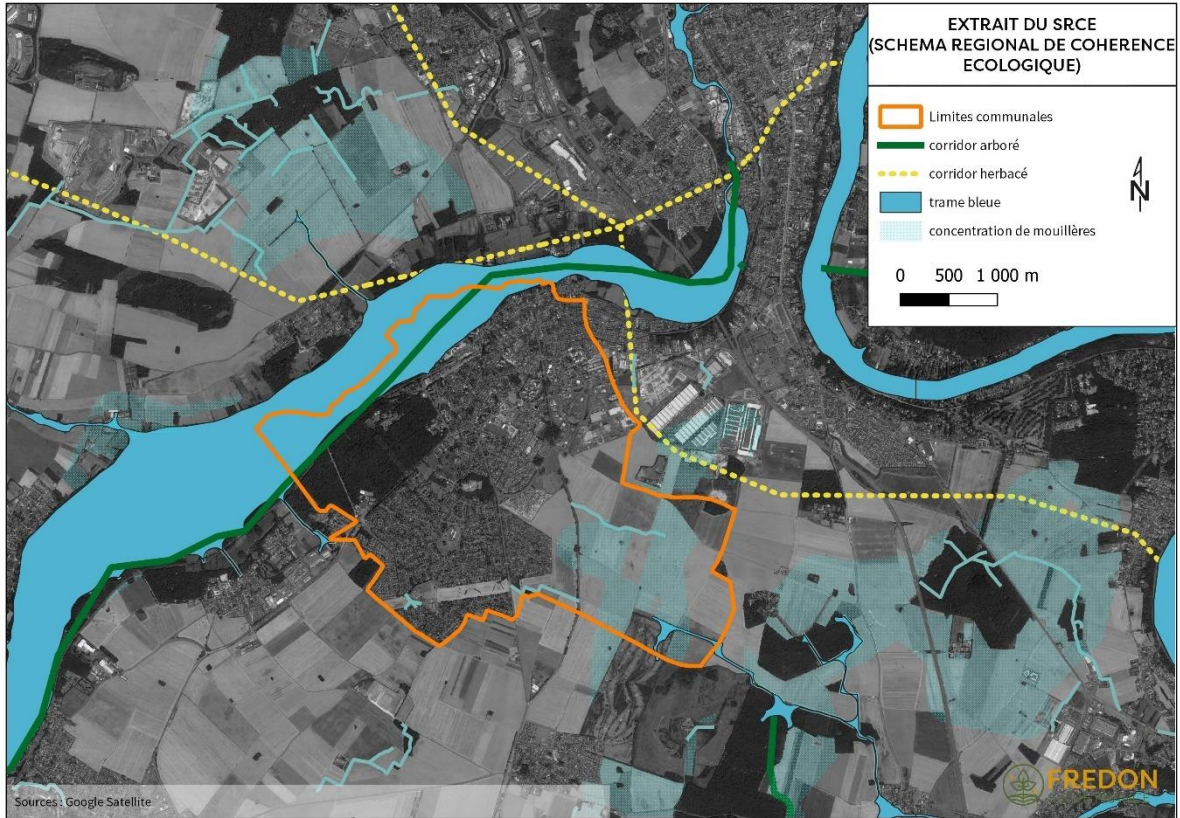 EXTRAIT DU SRCE
(SCHEMA REGIONAL DE COHERENCE
ECOLOGIQUE)
Limites communales
corridor arboré
corridor herbacé
trame bleue
concentration de mouillères
N
0 500 1 000 m
Sources : Google Satellite
FREDON